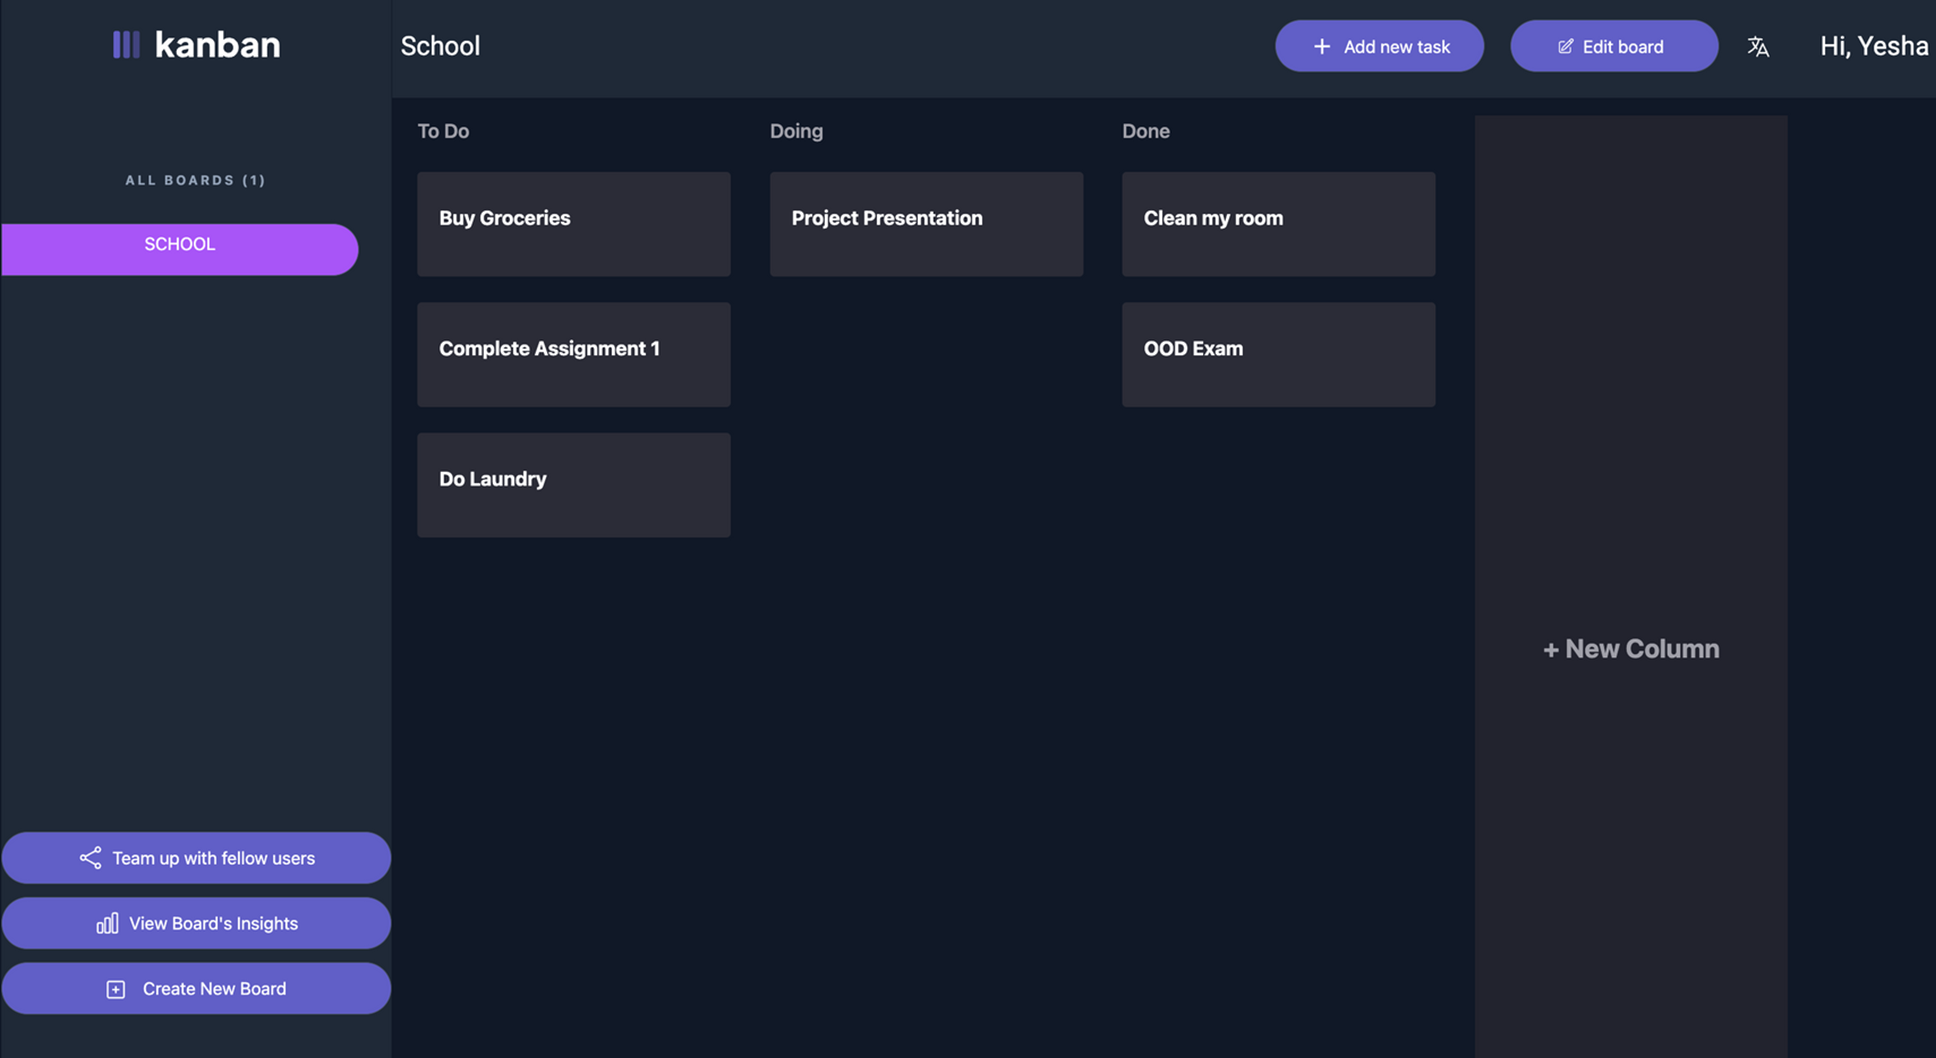 kanban
School
Add new task
Edit board
Hi, Yesha
ALL BOARDS (1)
SCHOOL
To Do
Buy Groceries
Complete Assignment 1
Do Laundry
Doing
Project Presentation
Done
Clean my room
OOD Exam
+ New Column
Team up with fellow users
View Board's Insights
Create New Board